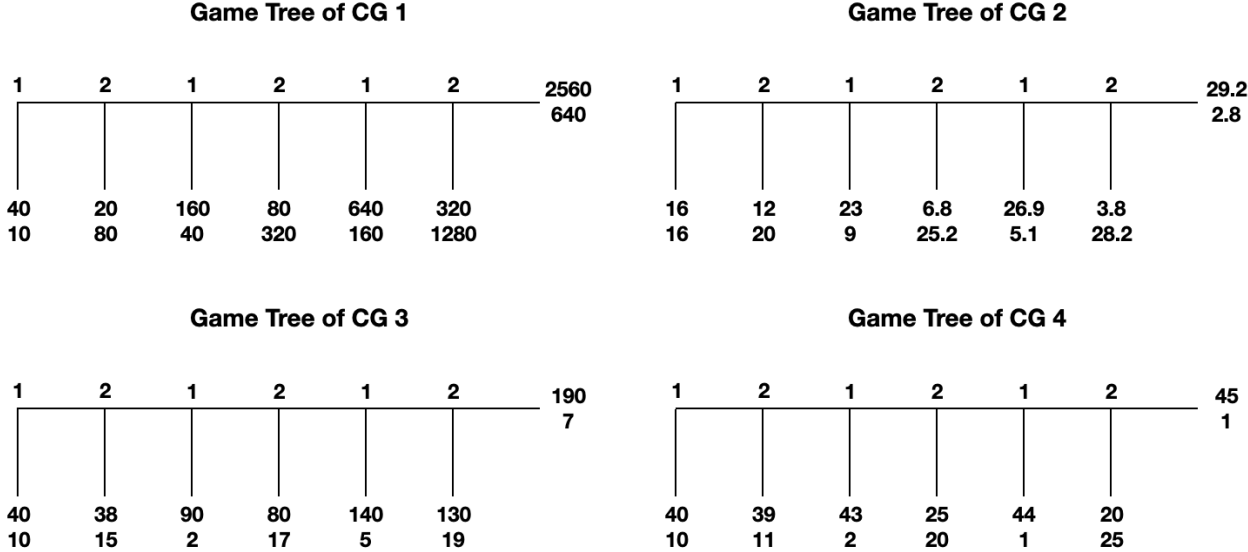 Game Tree of CG 1
1 2 1 2 1 2 2560
640
40 20 160 80 640 320
10 80 40 320 160 1280
Game Tree of CG 2
1 2 1 2 1 2 29.2
2.8
16 12 23 6.8 26.9 3.8
16 20 9 25.2 5.1 28.2
Game Tree of CG 3
1 2 1 2 1 2 190
7
40 38 90 80 140 130
10 15 2 17 5 19
Game Tree of CG 4
1 2 1 2 1 2 45
1
40 39 43 25 44 20
10 11 2 20 1 25